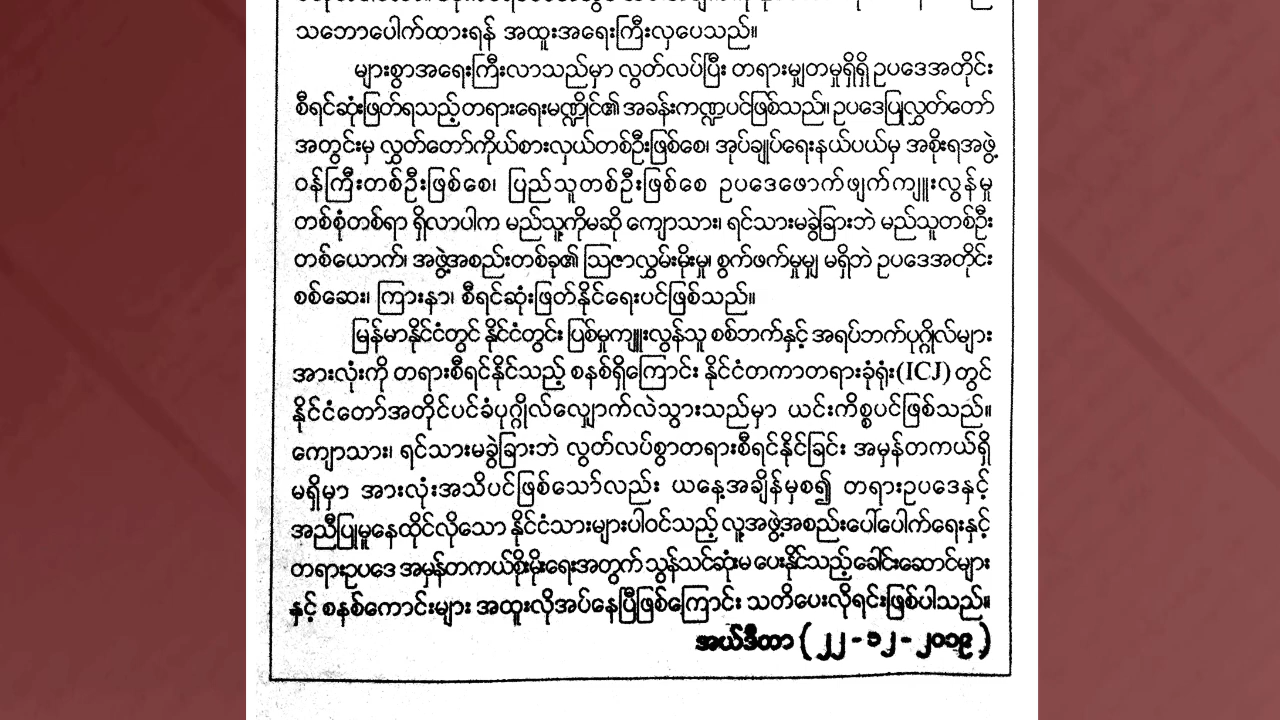 သဘောပေါက်ထားရန် အထူးအရေးကြီးလှပေသည်။
များစွာအရေးကြီးလာသည်မှာ လွတ်လပ်ပြီး တရားမျှတမှုရှိရှိ ဥပဒေအတိုင်း
စီရင်ဆုံးဖြတ်ရသည့်တရားရေးမဏ္ဍိုင်၏ အခန်းကဏ္ဍပင်ဖြစ်သည်။ ဥပဒေပြုလွှတ်တော်
အတွင်းမှ လွှတ်တော်ကိုယ်စားလှယ်တစ်ဦးဖြစ်စေ၊ အုပ်ချုပ်ရေးနယ်ပယ်မှ အစိုးရအဖွဲ့
ဝန်ကြီးတစ်ဦးဖြစ်စေ၊ ပြည်သူတစ်ဦးဖြစ်စေ ဥပဒေဖောက်ဖျက်ကျူးလွန်မှု
တစ်စုံတစ်ရာ ရှိလာပါက မည်သူ့ကိုမဆို ကျောသား၊ ရင်သားမခွဲခြားဘဲ မည်သူတစ်ဦး
တစ်ယောက်၊ အဖွဲ့အစည်းတစ်ခု၏ ဩဇာလွှမ်းမိုးမှု၊ စွက်ဖက်မှုမျှ မရှိဘဲ ဥပဒေအတိုင်း
စစ်ဆေး၊ ကြားနာ၊ စီရင်ဆုံးဖြတ်နိုင်ရေးပင်ဖြစ်သည်။
မြန်မာနိုင်ငံတွင် နိုင်ငံတွင်း ပြစ်မှုကျူးလွန်သူ စစ်ဘက်နှင့် အရပ်ဘက်ပုဂ္ဂိုလ်များ
အားလုံးကို တရားစီရင်နိုင်သည့် စနစ်ရှိကြောင်း နိုင်ငံတကာတရားခုံရုံး(ICJ) တွင်
နိုင်ငံတော်အတိုင်ပင်ခံပုဂ္ဂိုလ်လျှောက်လဲသွားသည်မှာ ယင်းကိစ္စပင်ဖြစ်သည်။
ကျောသား၊ ရင်သားမခွဲခြားဘဲ လွတ်လပ်စွာတရားစီရင်နိုင်ခြင်း အမှန်တကယ်ရှိ
မရှိမှာ အားလုံးအသိပင်ဖြစ်သော်လည်း ယနေ့အချိန်မှစ၍ တရားဥပဒေနှင့်
အညီပြုမူနေထိုင်လိုသော နိုင်ငံသားများပါဝင်သည့် လူ့အဖွဲ့အစည်းပေါ်ပေါက်ရေးနှင့်
တရားဥပဒေ အမှန်တကယ်စိုးမိုးရေးအတွက် သွန်သင်ဆုံးမပေးနိုင်သည့်ခေါင်းဆောင်များ
နှင့် စနစ်ကောင်းများ အထူးလိုအပ်နေပြီဖြစ်ကြောင်း သတိပေးလိုရင်းဖြစ်ပါသည်။
အယ်ဒီတာ ( ၂၂ - ၁၂ - ၂၀၁၉ )